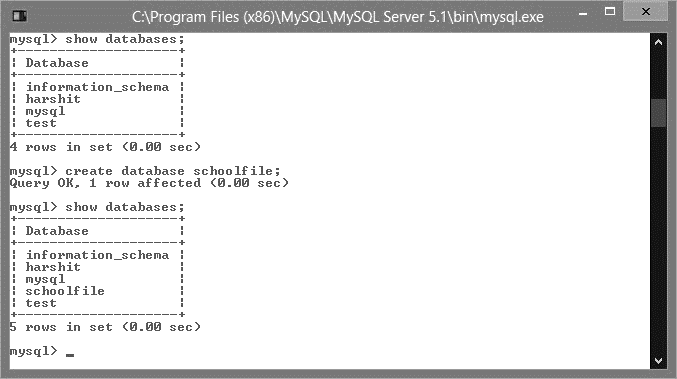 C:\Program Files (x86)\MySQL\MySQL Server 5.1\bin\mysql.exe
mysql> show databases;
+--------------------+
| Database           |
+--------------------+
| information_schema |
| harshit            |
| mysql              |
| test               |
+--------------------+
4 rows in set (0.00 sec)
mysql> create database schoolfile;
Query OK, 1 row affected (0.00 sec)
mysql> show databases;
+--------------------+
| Database           |
+--------------------+
| information_schema |
| harshit            |
| mysql              |
| schoolfile         |
| test               |
+--------------------+
5 rows in set (0.00 sec)
mysql> _